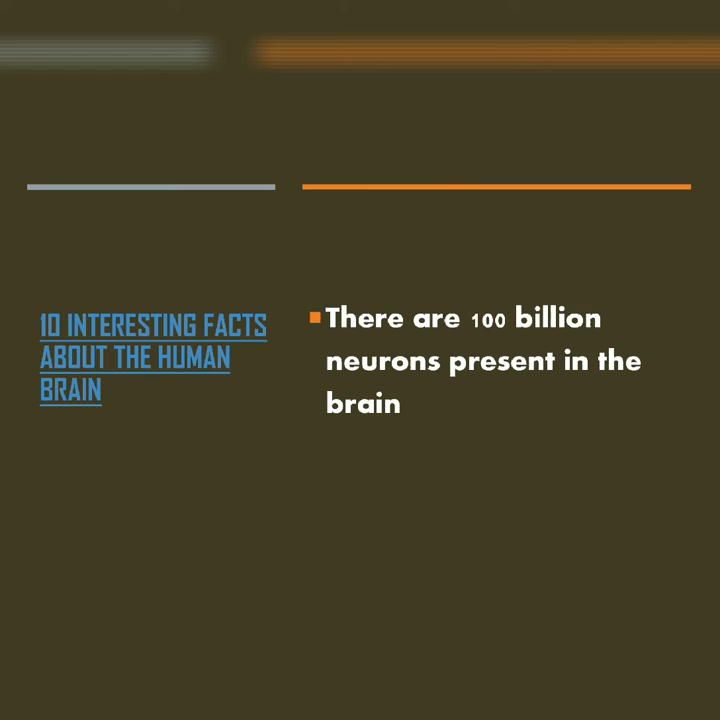 10 INTERESTING FACTS
ABOUT THE HUMAN
BRAIN
There are 100 billion
neurons present in the
brain